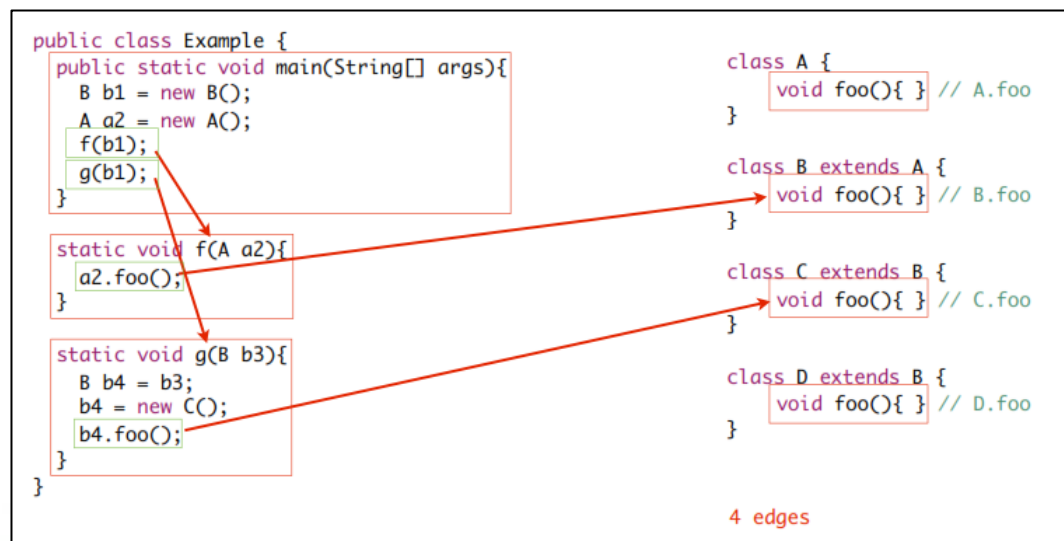 public class Example {
public static void main(String[] args){
B b1 = new B();
A a2 = new A();
f(b1);
g(b1);
}
static void f(A a2){
a2.foo();
}
static void g(B b3){
B b4 = b3;
b4 = new C();
b4.foo();
}
}
class A {
void foo(){ } // A.foo
}
class B extends A {
void foo(){ } // B.foo
}
class C extends B {
void foo(){ } // C.foo
}
class D extends B {
void foo(){ } // D.foo
}
4 edges